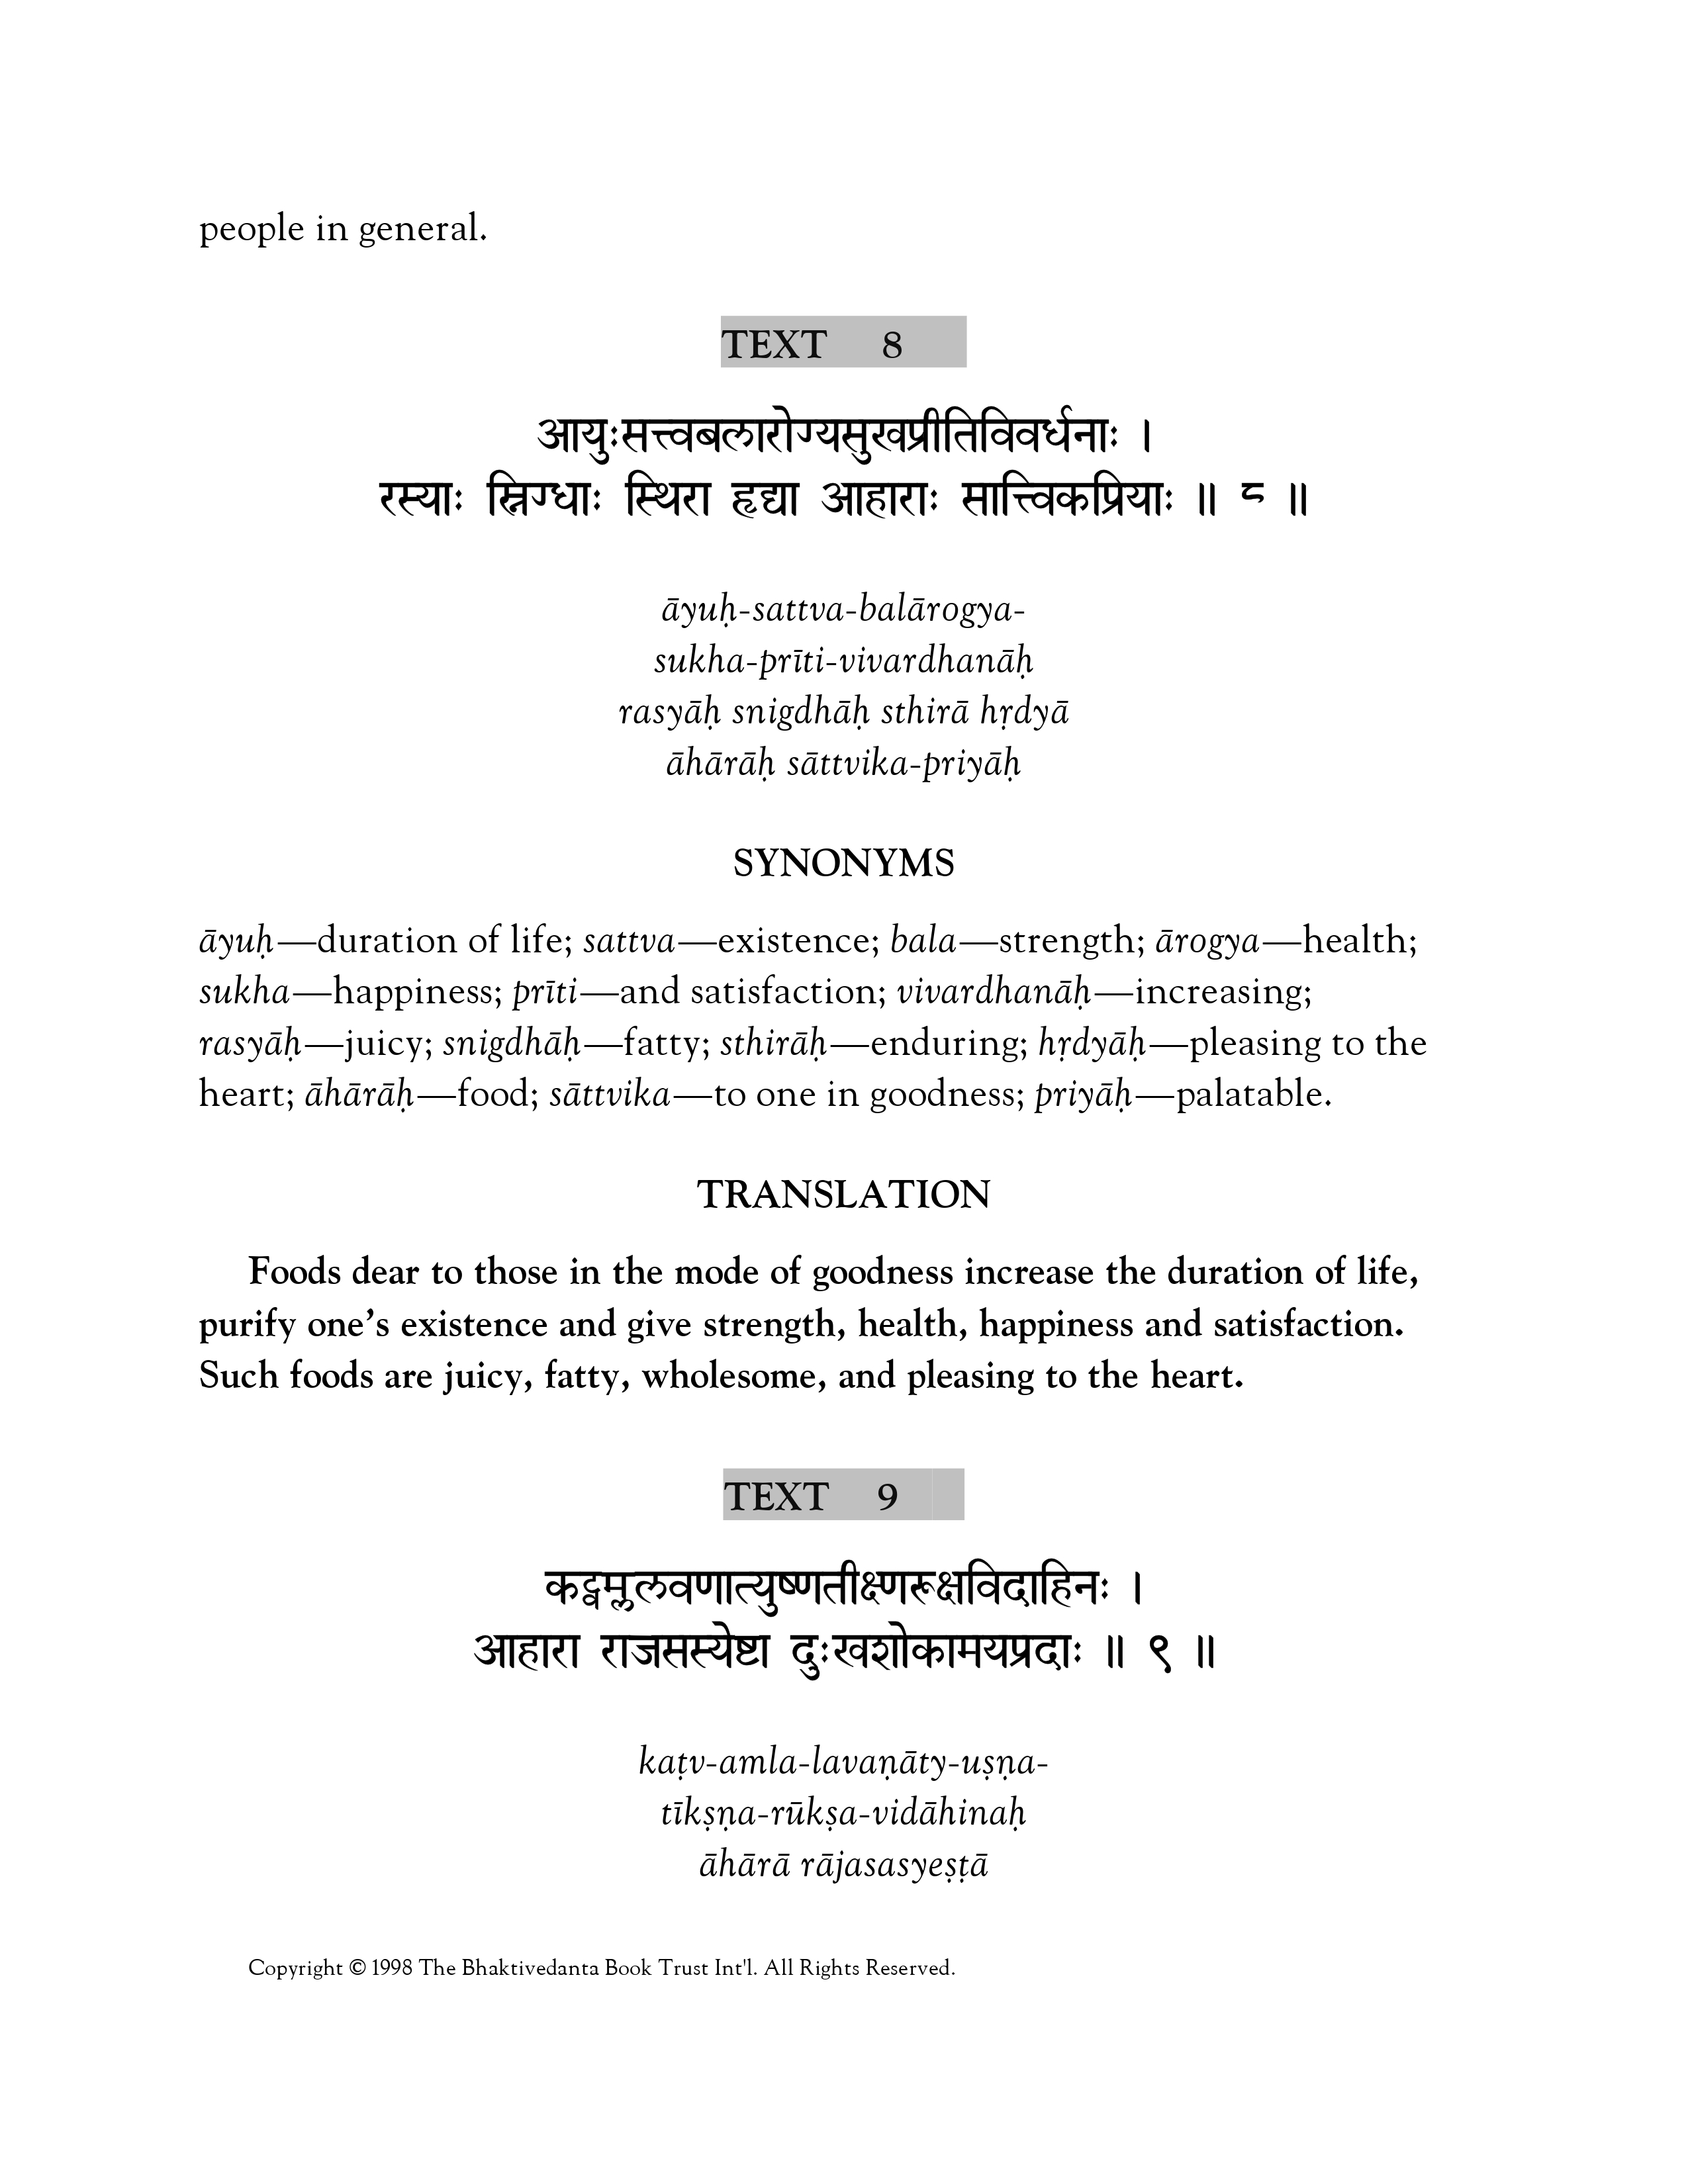 people in general.
TEXT 8
आयुःसत्त्वबलारोग्यसुखप्रीतिविवर्धनाः ।
रस्याः स्निग्धाः स्थिरा हृद्या आहाराः सात्त्विकप्रियाः ॥ ८ ॥
āyuḥ-sattva-balārogya-
sukha-prīti-vivardhanāḥ
rasyāḥ snigdhāḥ sthirā hṛdyā
āhārāḥ sāttvika-priyāḥ
SYNONYMS
āyuḥ—duration of life; sattva—existence; bala—strength; ārogya—health;
sukha—happiness; prīti—and satisfaction; vivardhanāḥ—increasing;
rasyāḥ—juicy; snigdhāḥ—fatty; sthirāḥ—enduring; hṛdyāḥ—pleasing to the
heart; āhārāḥ—food; sāttvika—to one in goodness; priyāḥ—palatable.
TRANSLATION
Foods dear to those in the mode of goodness increase the duration of life,
purify one’s existence and give strength, health, happiness and satisfaction.
Such foods are juicy, fatty, wholesome, and pleasing to the heart.
TEXT 9
कट्वम्ललवणात्युष्णतीक्ष्णरूक्षविदाहिनः ।
आहारा राजसस्येष्टा दुःखशोकामयप्रदाः ॥ ९ ॥
kaṭv-amla-lavaṇāty-uṣṇa-
tīkṣṇa-rūkṣa-vidāhinaḥ
āhārā rājasasyeṣṭā
Copyright © 1998 The Bhaktivedanta Book Trust Int'l. All Rights Reserved.